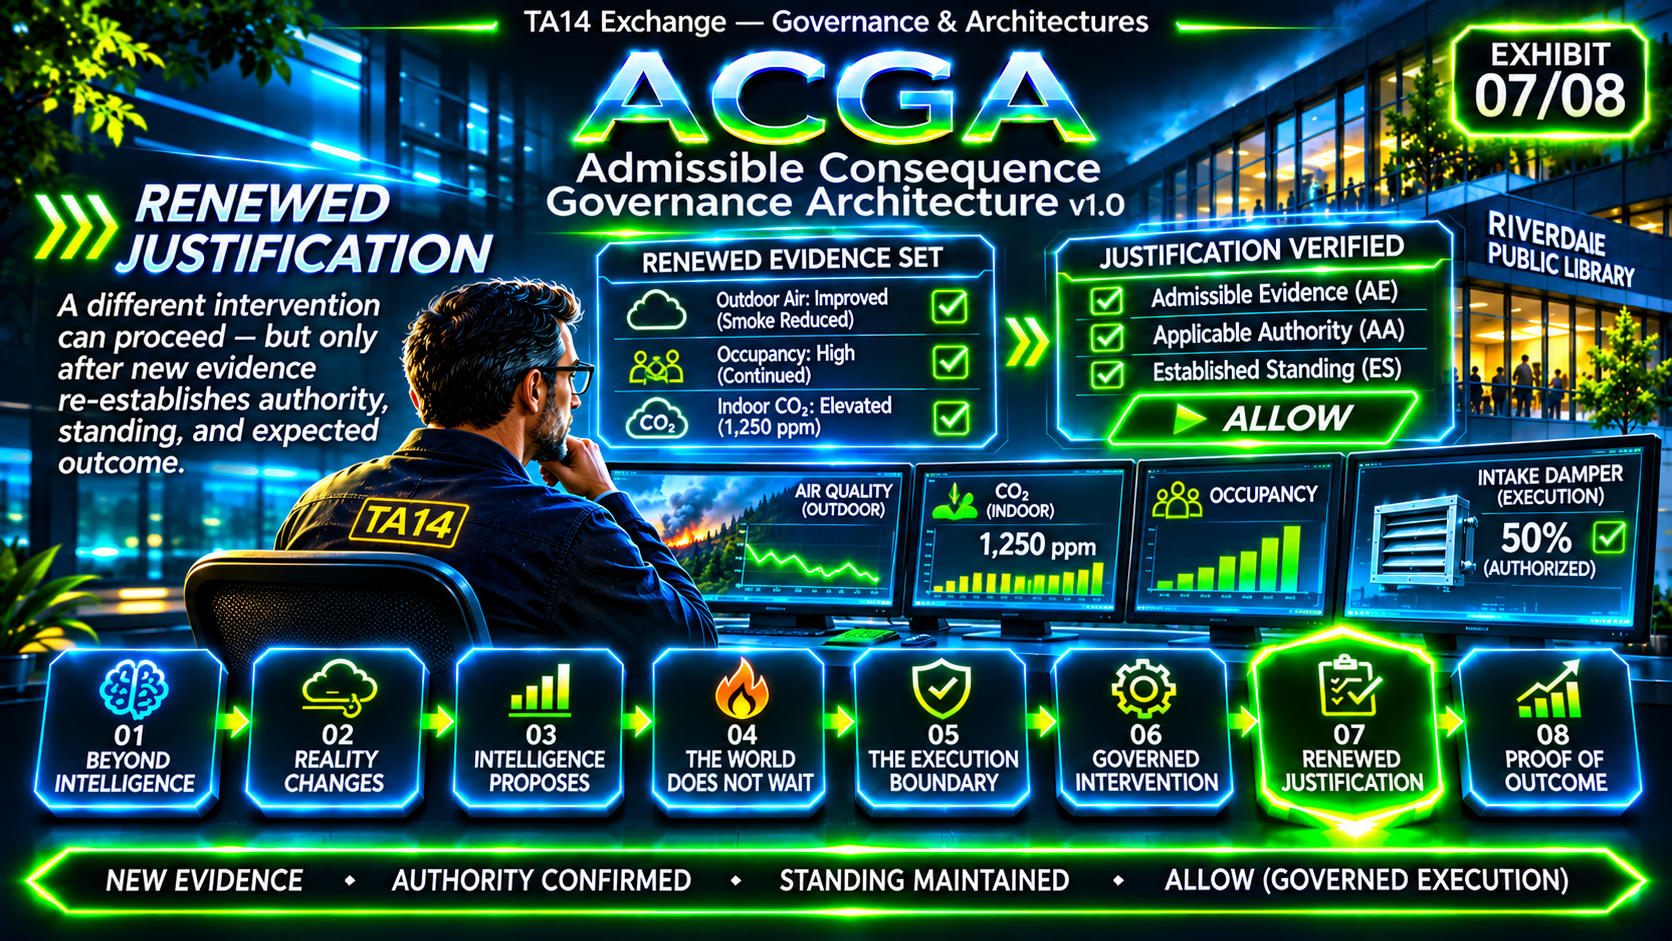 TA14 Exchange — Governance & Architectures
ACGA
Admissible Consequence
Governance Architecture v1.0
EXHIBIT
07/08
RENEWED
JUSTIFICATION
A different intervention
can proceed — but only
after new evidence
re-establishes authority,
standing, and expected
outcome.
RENEWED EVIDENCE SET
Outdoor Air: Improved
(Smoke Reduced)
Occupancy: High
(Continued)
CO₂
Indoor CO₂: Elevated
(1,250 ppm)
JUSTIFICATION VERIFIED
Admissible Evidence (AE)
Applicable Authority (AA)
Established Standing (ES)
ALLOW
RIVERDAIE
PUBLIC LIBRARY
TA14
AIR QUALITY
(OUTDOOR)
CO₂
(INDOOR)
1,250 ppm
OCCUPANCY
INTAKE DAMPER
(EXECUTION)
50%
(AUTHORIZED)
01
BEYOND
INTELLIGENCE
02
REALITY
CHANGES
03
INTELLIGENCE
PROPOSES
04
THE WORLD
DOES NOT WAIT
05
THE EXECUTION
BOUNDARY
06
GOVERNED
INTERVENTION
07
RENEWED
JUSTIFICATION
08
PROOF OF
OUTCOME
NEW EVIDENCE • AUTHORITY CONFIRMED • STANDING MAINTAINED • ALLOW (GOVERNED EXECUTION)